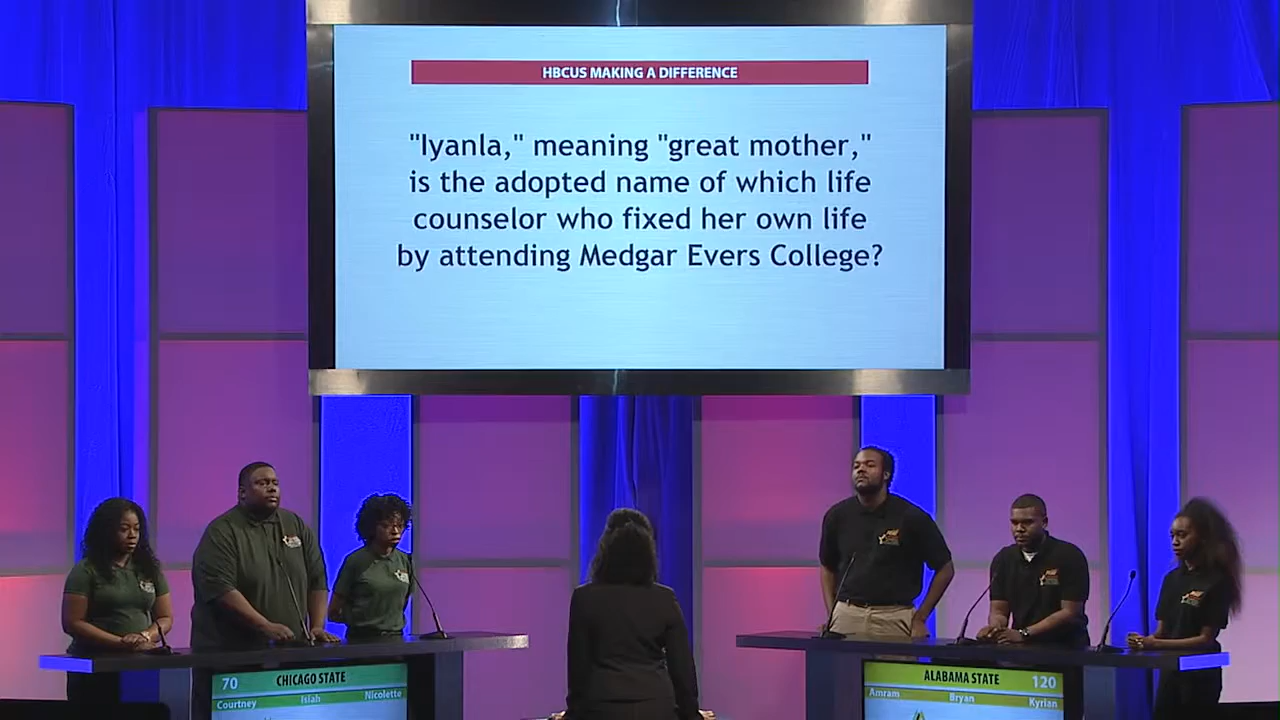 HBCUS MAKING A DIFFERENCE
"Iyanla," meaning "great mother,"
is the adopted name of which life
counselor who fixed her own life
by attending Medgar Evers College?
70 CHICAGO STATE
Courtney Isiah Nicolette
ALABAMA STATE 120
Amram Bryan Kyrian